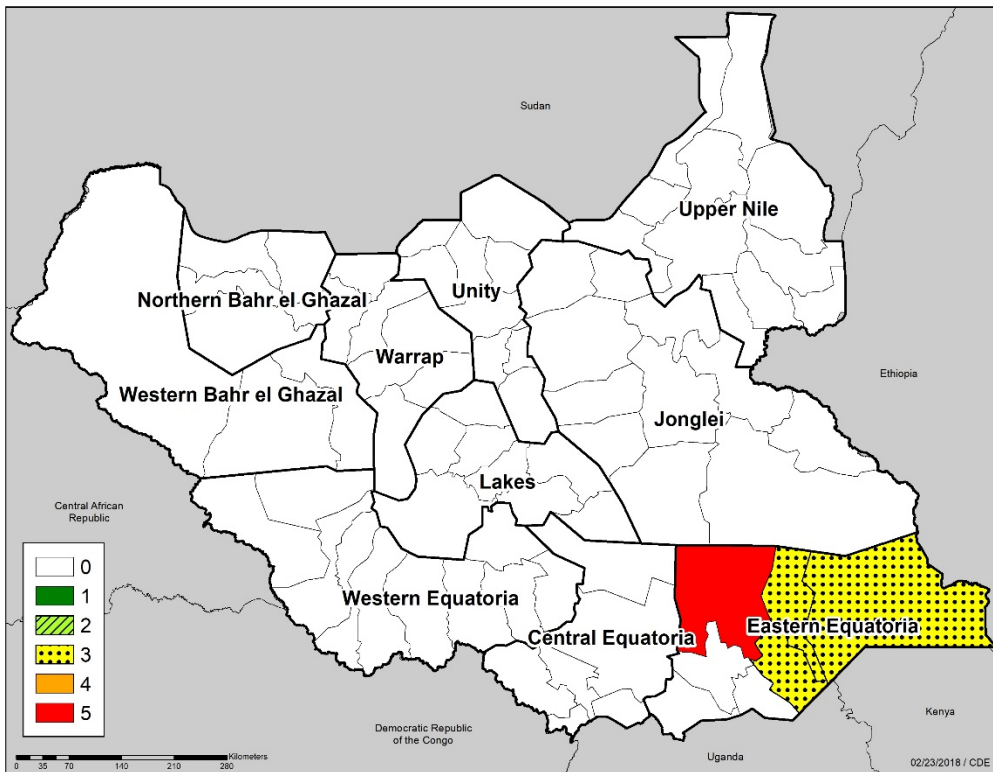 Sudan
Upper Nile
Northern Bahr el Ghazal
Unity
Warrap
Ethiopia
Western Bahr el Ghazal
Jonglei
Lakes
Central African
Republic
0
1
2
3
4
5
Western Equatoria
Central Equatoria
Eastern Equatoria
Democratic Republic
of the Congo
Kenya
Uganda
Kilometers
0 35 70 140 210 280
02/23/2018 / CDE